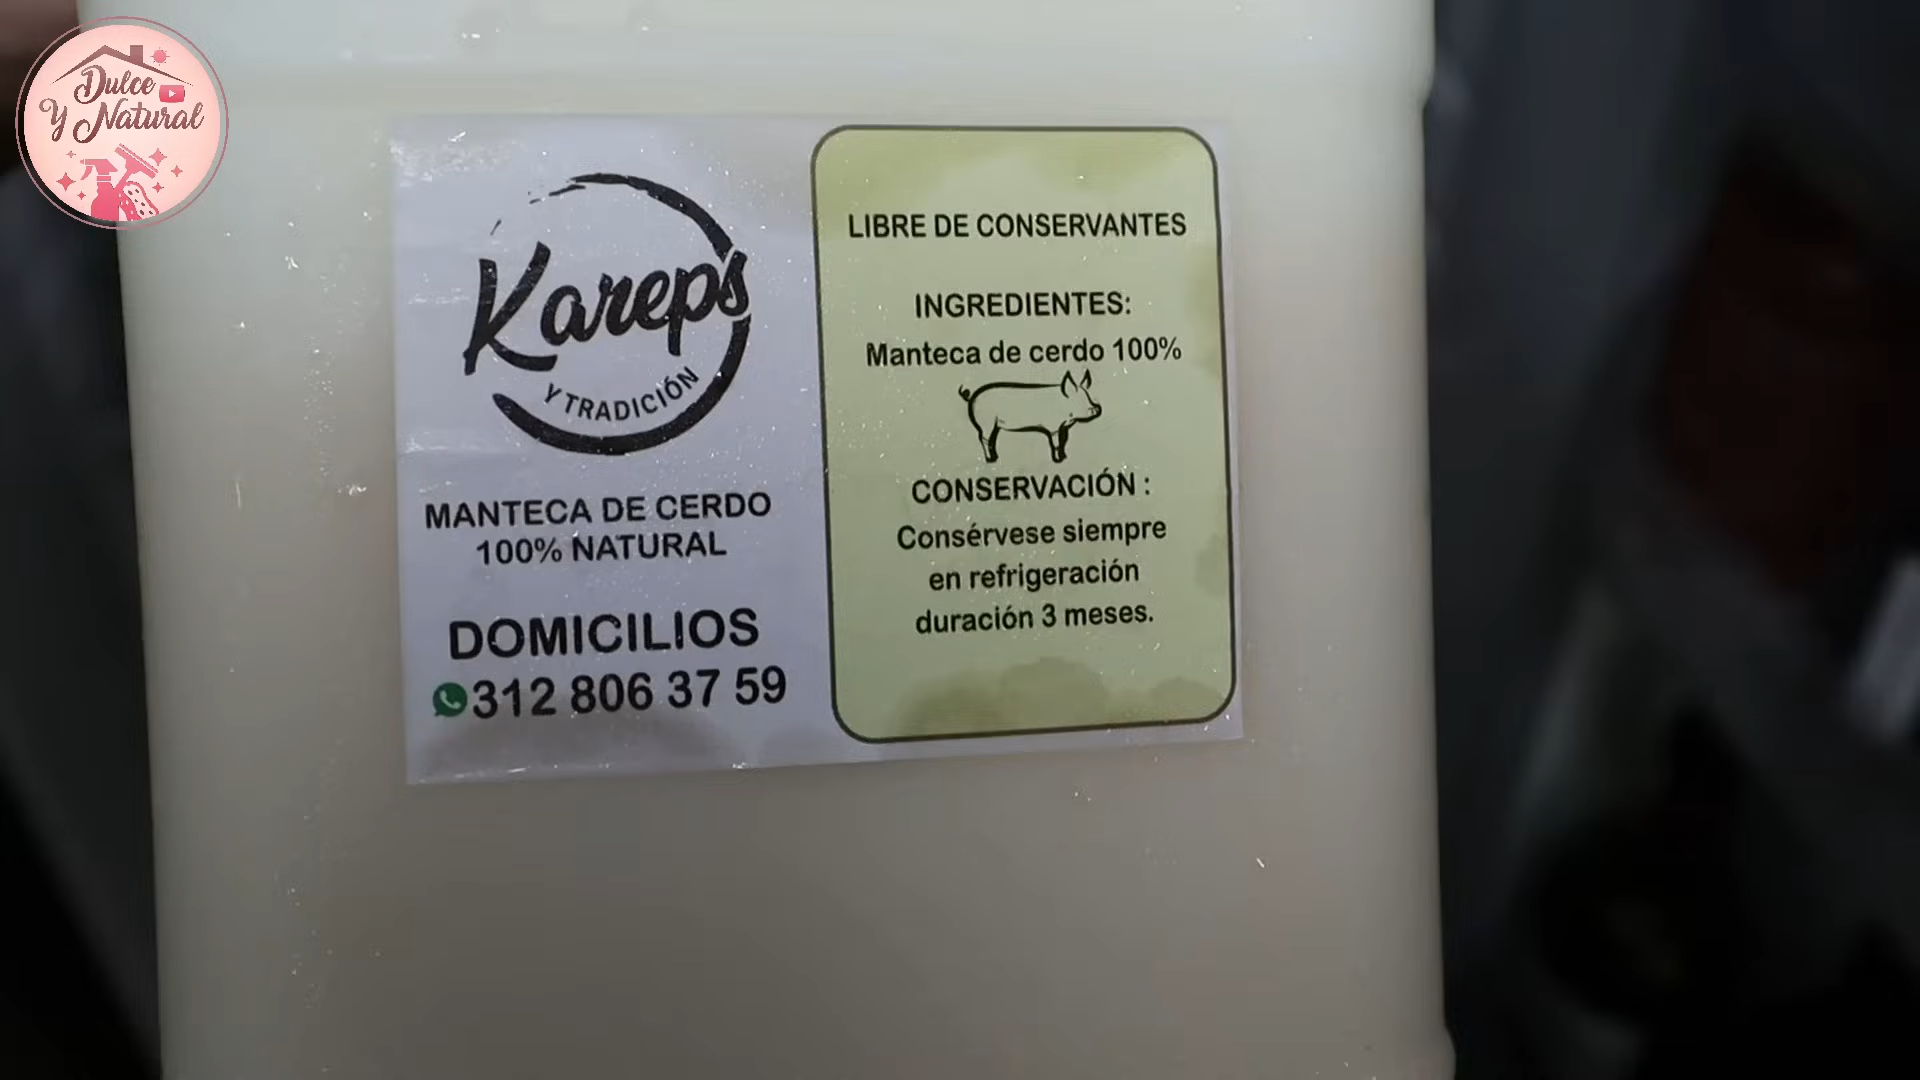 Dulce
Y Natural
Karep's
Y TRADICIÓN
MANTECA DE CERDO
100% NATURAL
DOMICILIOS
312 806 37 59
LIBRE DE CONSERVANTES
INGREDIENTES:
Manteca de cerdo 100%
CONSERVACIÓN :
Consérvese siempre
en refrigeración
duración 3 meses.